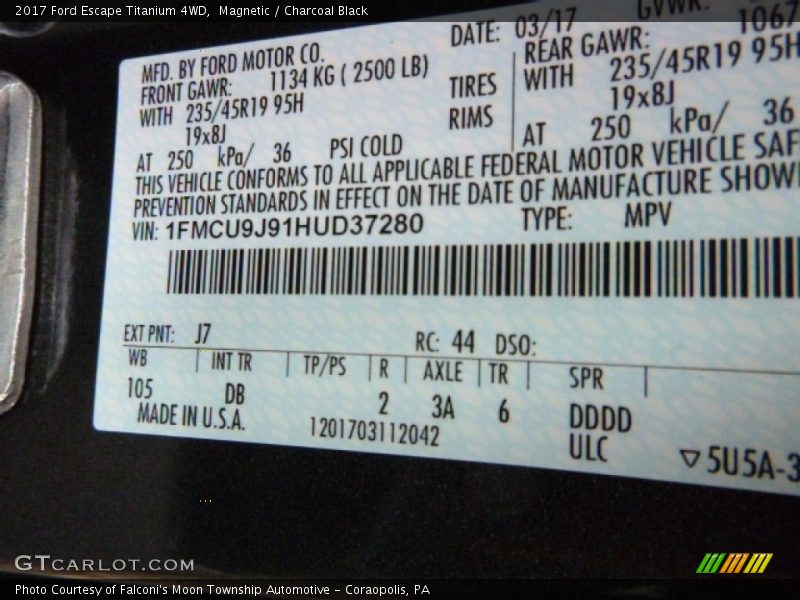 2017 Ford Escape Titanium 4WD,  Magnetic / Charcoal Black
MFD. BY FORD MOTOR CO. DATE: 03/17 GVWR:
FRONT GAWR: 1134 KG ( 2500 LB) REAR GAWR: 1067
WITH 235/45R19 95H TIRES WITH 235/45R19 95H
19x8J RIMS 19x8J
AT 250 kPa/ 36 PSI COLD AT 250 kPa/ 36
THIS VEHICLE CONFORMS TO ALL APPLICABLE FEDERAL MOTOR VEHICLE SAF
PREVENTION STANDARDS IN EFFECT ON THE DATE OF MANUFACTURE SHOW
VIN: 1FMCU9J91HUD37280 TYPE: MPV
EXT PNT: J7 RC: 44 DSO:
WB INT TR TP/PS R AXLE TR SPR
105 DB 2 3A 6 DDDD
MADE IN U.S.A. 1201703112042 ULC
▽5U5A-3
GTCARLOT.COM
Photo Courtesy of Falconi's Moon Township Automotive – Coraopolis, PA